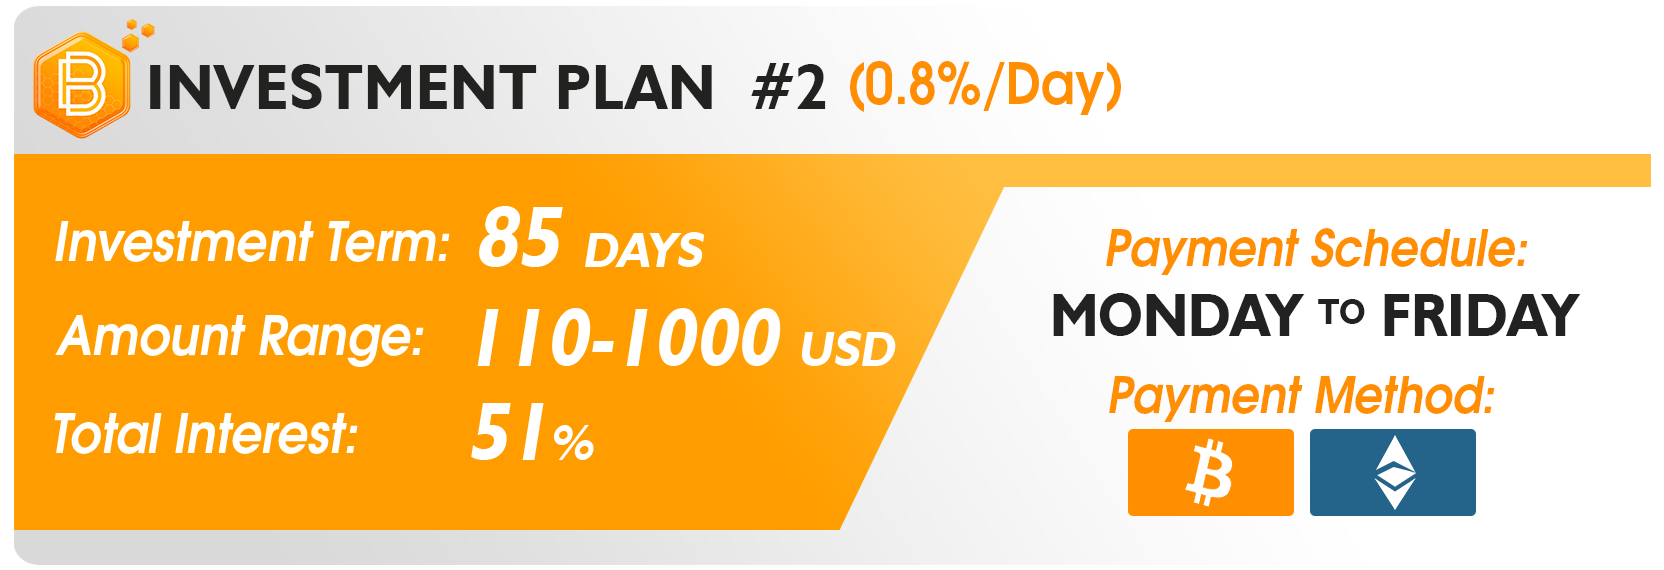 INVESTMENT PLAN #2 (0.8%/Day)
Investment Term: 85 DAYS
Amount Range: 110-1000 USD
Total Interest: 51%
Payment Schedule:
MONDAY TO FRIDAY
Payment Method: